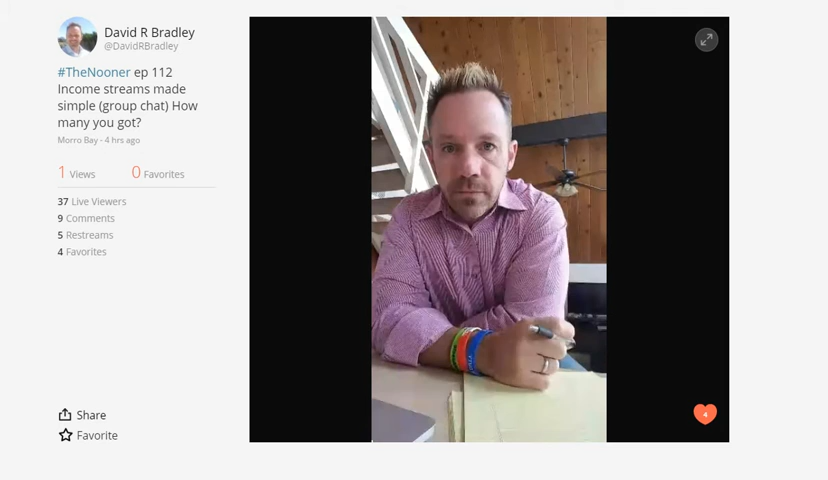 David R Bradley
@DavidRBradley
#TheNooner ep 112
Income streams made
simple (group chat) How
many you got?
Morro Bay - 4 hrs ago
1 Views 0 Favorites
37 Live Viewers
9 Comments
5 Restreams
4 Favorites
Share
Favorite
4